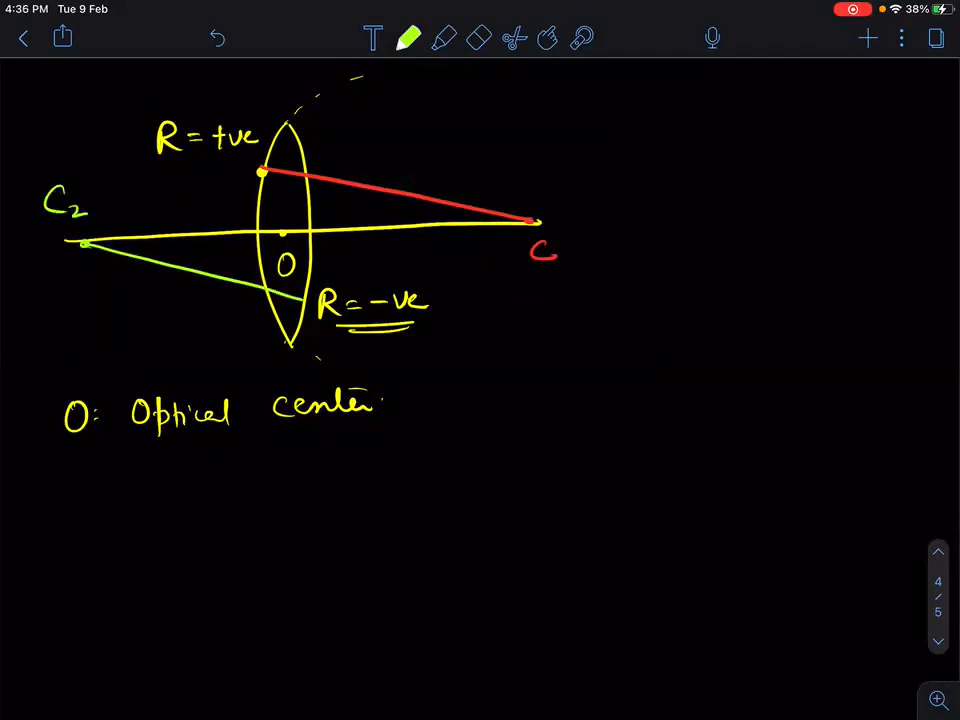 4:36 PM Tue 9 Feb
38%
R = +ve
C2
O
C
R = -ve
O: Optical center
4
/
5